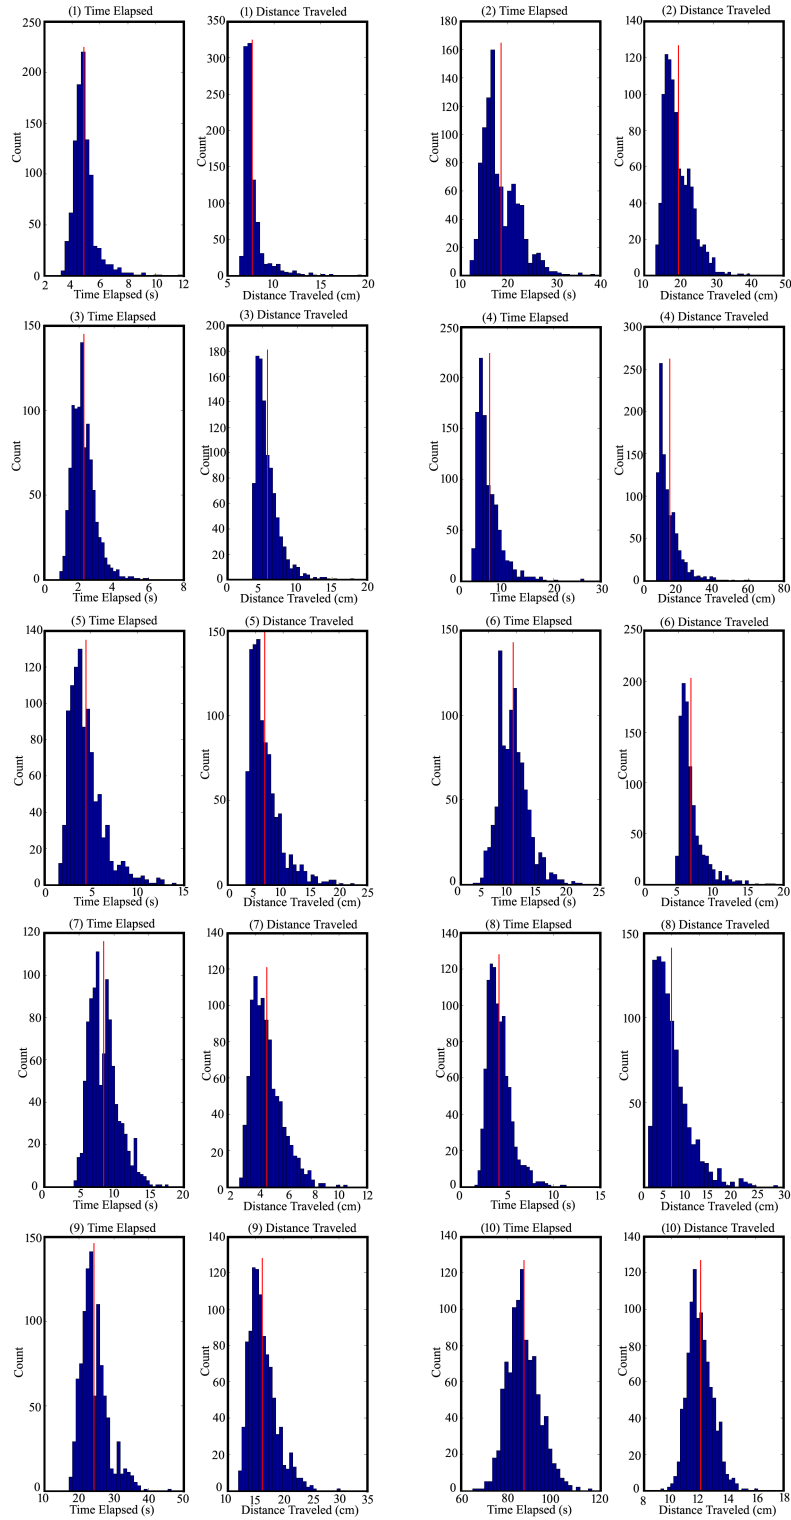 (1) Time Elapsed
250
200
150
Count
100
50
0
2 4 6 8 10 12
Time Elapsed (s)
(1) Distance Traveled
350
300
250
200
Count
150
100
50
0
5 10 15 20
Distance Traveled (cm)
(2) Time Elapsed
180
160
140
120
100
Count
80
60
40
20
0
10 20 30 40
Time Elapsed (s)
(2) Distance Traveled
140
120
100
80
Count
60
40
20
0
10 20 30 40 50
Distance Traveled (cm)
(3) Time Elapsed
150
100
Count
50
0
0 2 4 6 8
Time Elapsed (s)
(3) Distance Traveled
200
180
160
140
120
100
Count
80
60
40
20
0
0 5 10 15 20
Distance Traveled (cm)
(4) Time Elapsed
250
200
150
Count
100
50
0
0 10 20 30
Time Elapsed (s)
(4) Distance Traveled
300
250
200
150
Count
100
50
0
0 20 40 60 80
Distance Traveled (cm)
(5) Time Elapsed
140
120
100
80
Count
60
40
20
0
0 5 10 15
Time Elapsed (s)
(5) Distance Traveled
150
100
Count
50
0
0 5 10 15 20 25
Distance Traveled (cm)
(6) Time Elapsed
150
100
Count
50
0
0 5 10 15 20 25
Time Elapsed (s)
(6) Distance Traveled
250
200
150
Count
100
50
0
0 5 10 15 20
Distance Traveled (cm)
(7) Time Elapsed
120
100
80
Count
60
40
20
0
0 5 10 15 20
Time Elapsed (s)
(7) Distance Traveled
140
120
100
80
Count
60
40
20
0
2 4 6 8 10 12
Distance Traveled (cm)
(8) Time Elapsed
140
120
100
80
Count
60
40
20
0
0 5 10 15
Time Elapsed (s)
(8) Distance Traveled
150
100
Count
50
0
0 5 10 15 20 25 30
Distance Traveled (cm)
(9) Time Elapsed
150
100
Count
50
0
10 20 30 40 50
Time Elapsed (s)
(9) Distance Traveled
140
120
100
80
Count
60
40
20
0
10 15 20 25 30 35
Distance Traveled (cm)
(10) Time Elapsed
140
120
100
80
Count
60
40
20
0
60 80 100 120
Time Elapsed (s)
(10) Distance Traveled
140
120
100
80
Count
60
40
20
0
8 10 12 14 16 18
Distance Traveled (cm)